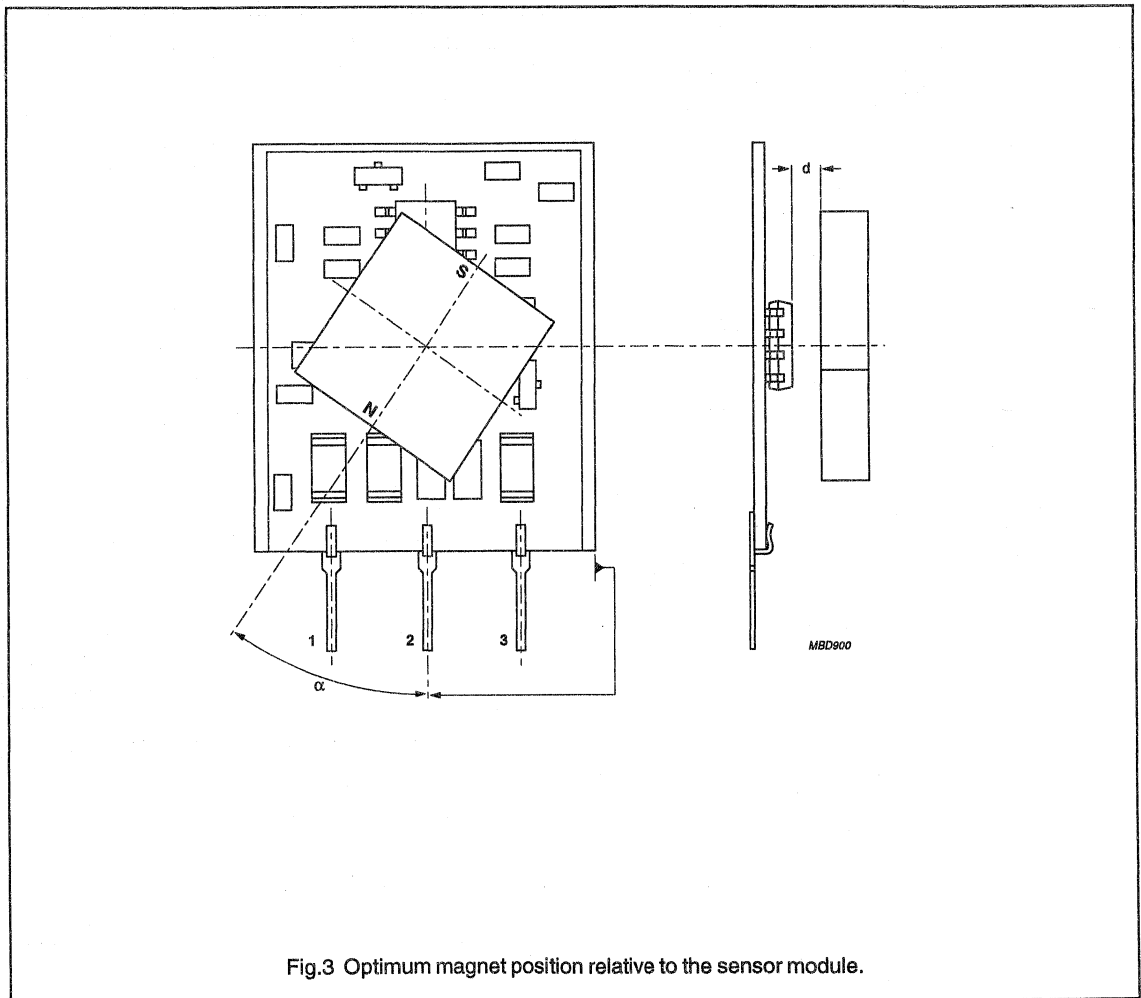 d
S
N
1
2
3
α
MBD900
Fig.3 Optimum magnet position relative to the sensor module.